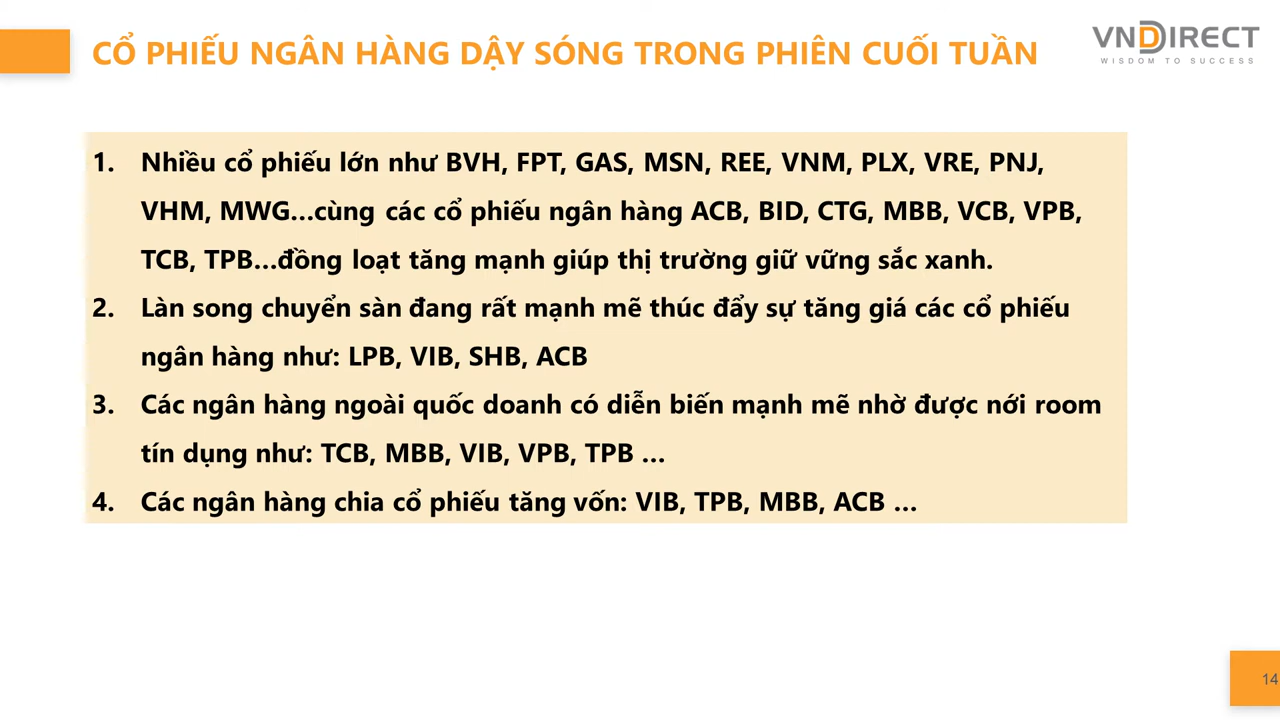 CỔ PHIẾU NGÂN HÀNG DẬY SÓNG TRONG PHIÊN CUỐI TUẦN
VNDIRECT
WISDOM TO SUCCESS
1. Nhiều cổ phiếu lớn như BVH, FPT, GAS, MSN, REE, VNM, PLX, VRE, PNJ,
VHM, MWG...cùng các cổ phiếu ngân hàng ACB, BID, CTG, MBB, VCB, VPB,
TCB, TPB...đồng loạt tăng mạnh giúp thị trường giữ vững sắc xanh.
2. Làn song chuyển sàn đang rất mạnh mẽ thúc đẩy sự tăng giá các cổ phiếu
ngân hàng như: LPB, VIB, SHB, ACB
3. Các ngân hàng ngoài quốc doanh có diễn biến mạnh mẽ nhờ được nới room
tín dụng như: TCB, MBB, VIB, VPB, TPB ...
4. Các ngân hàng chia cổ phiếu tăng vốn: VIB, TPB, MBB, ACB ...
14